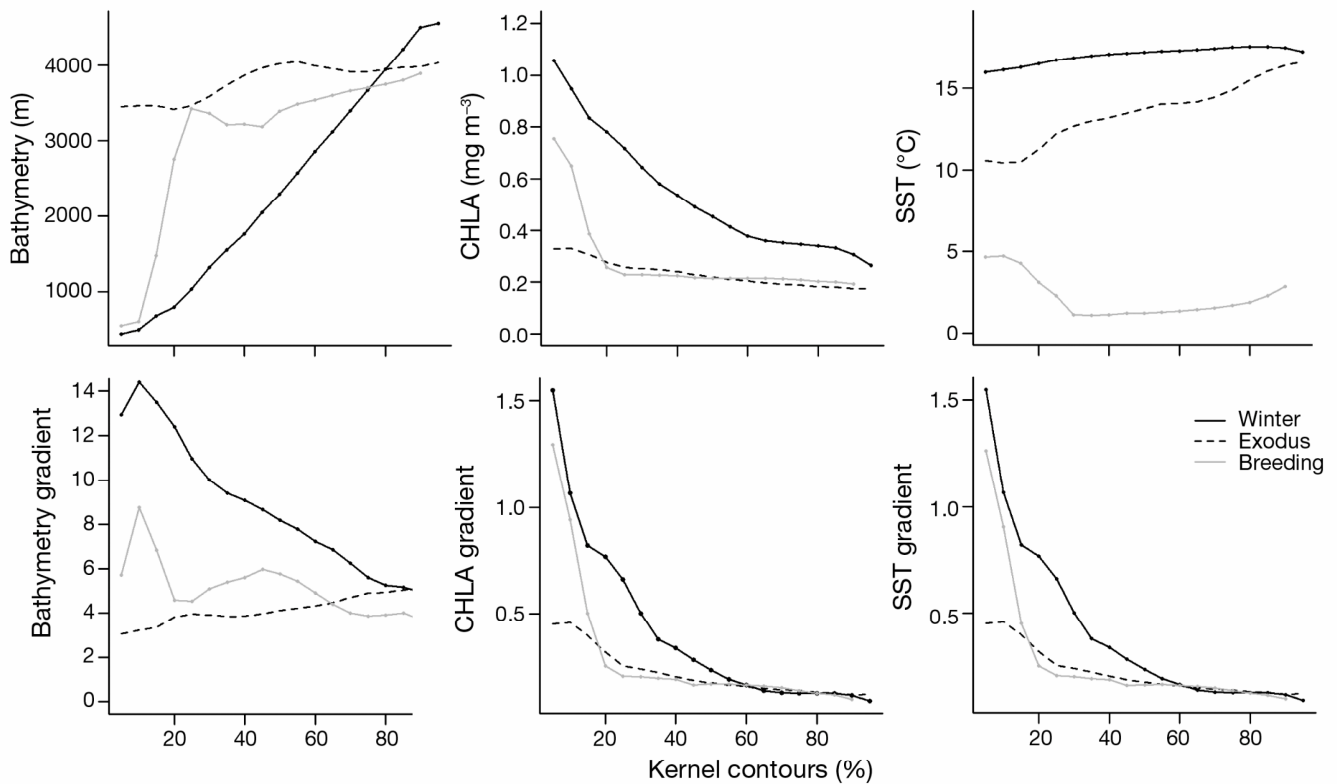 Bathymetry (m)
4000
3000
2000
1000
CHLA (mg m⁻³)
1.2
1.0
0.8
0.6
0.4
0.2
0.0
SST (°C)
15
10
5
0
Bathymetry gradient
14
12
10
8
6
4
2
0
20 40 60 80
CHLA gradient
1.5
1.0
0.5
20 40 60 80
SST gradient
1.5
1.0
0.5
20 40 60 80
Winter
Exodus
Breeding
Kernel contours (%)